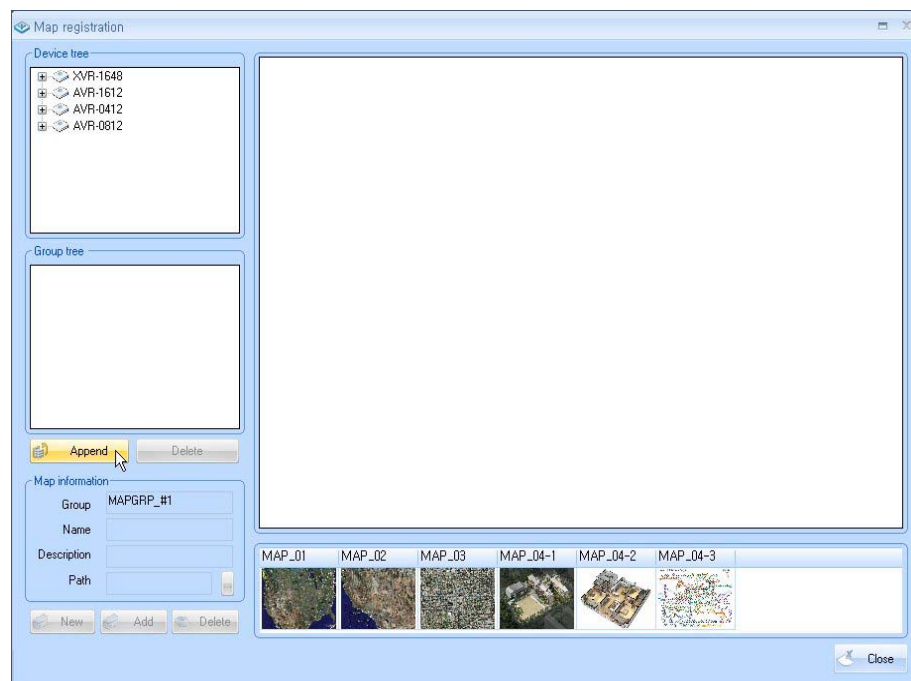 Map registration
Device tree
XVR-1648
AVR-1612
AVR-0412
AVR-0812
Group tree
Append
Delete
Map information
Group MAPGRP_#1
Name
Description
Path
New
Add
Delete
MAP_01 MAP_02 MAP_03 MAP_04-1 MAP_04-2 MAP_04-3
Close